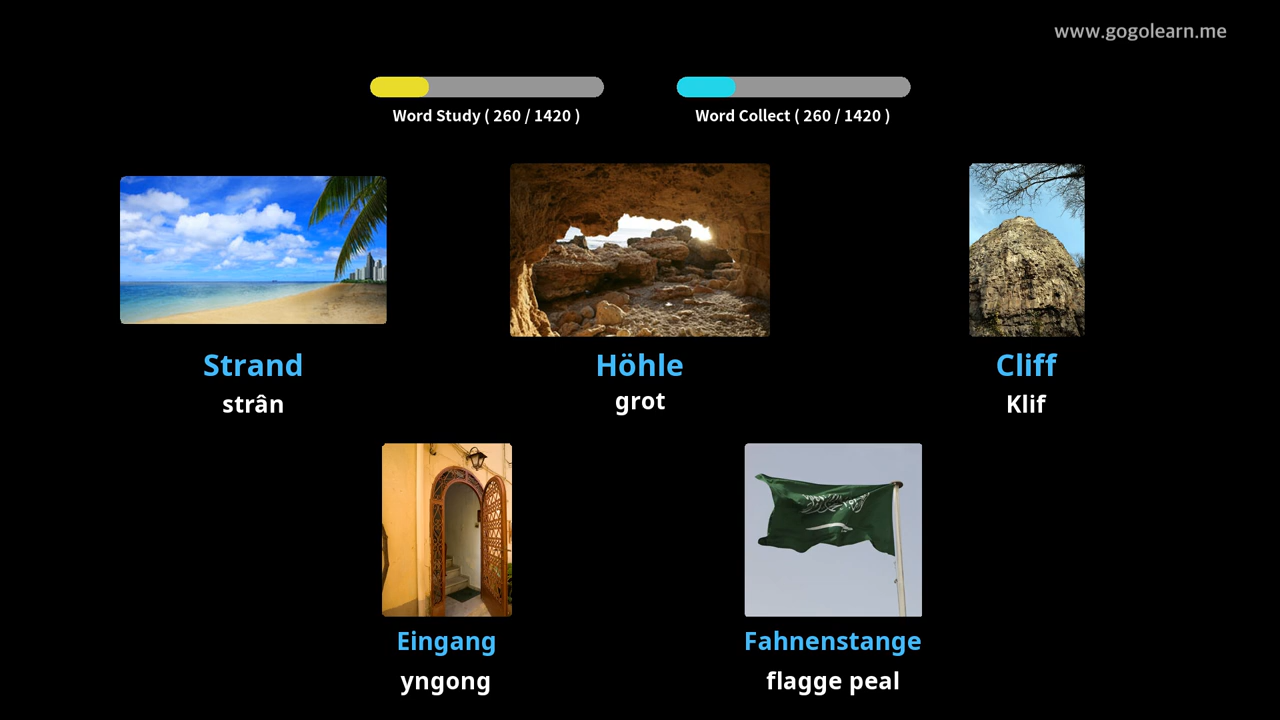 www.gogolearn.me
Word Study ( 260 / 1420 )
Word Collect ( 260 / 1420 )
Strand
strân
Höhle
grot
Cliff
Klif
Eingang
yngong
Fahnenstange
flagge peal